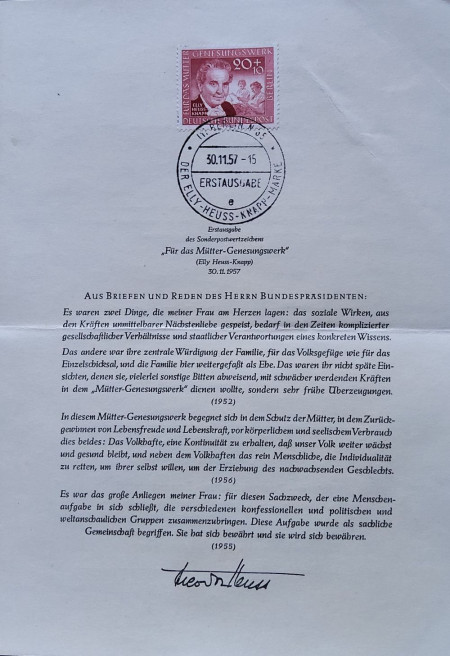 FÜR DAS MÜTTER-GENESUNGSWERK
20+10
BERLIN
ELLY
HEUSS
KNAPP
DEUTSCHE BUNDESPOST
30.11.57-15
ERSTAUSGABE
e
DER ELLY-HEUSS-KNAPP-MARKE
Erstausgabe
des Sonderpostwertzeichens
„Für das Mütter-Genesungswerk“
(Elly Heuss-Knapp)
30.11.1957
AUS BRIEFEN UND REDEN DES HERRN BUNDESPRÄSIDENTEN:
Es waren zwei Dinge, die meiner Frau am Herzen lagen: das soziale Wirken, aus
den Kräften unmittelbarer Nächstenliebe gespeist, bedarf in den Zeiten komplizierter
gesellschaftlicher Verhältnisse und staatlicher Verantwortungen eines konkreten Wissens.
Das andere war ihre zentrale Würdigung der Familie, für das Volksgefüge wie für das
Einzelschicksal, und die Familie hier weitergefaßt als Ehe. Das waren ihr nicht späte Ein-
sichten, denen sie, vielerlei sonstige Bitten abweisend, mit schwächer werdenden Kräften
in dem „Mütter-Genesungswerk“ dienen wollte, sondern sehr frühe Überzeugungen.
(1952)
In diesem Mütter-Genesungswerk begegnet sich in dem Schutz der Mütter, in dem Zurück-
gewinnen von Lebensfreude und Lebenskraft, vor körperlichem und seelischem Verbrauch
dies beides: Das Volkhafte, eine Kontinuität zu erhalten, daß unser Volk weiter wächst
und gesund bleibt, und neben dem Volkhaften das rein Menschliche, die Individualität
zu retten, um ihrer selbst willen, um der Erziehung des nachwachsenden Geschlechts.
(1956)
Es war das große Anliegen meiner Frau: für diesen Sachzweck, der eine Menschen-
aufgabe in sich schließt, die verschiedenen konfessionellen und politischen und
weltanschaulichen Gruppen zusammenzubringen. Diese Aufgabe wurde als sachliche
Gemeinschaft begriffen. Sie hat sich bewährt und sie wird sich bewähren.
(1955)
Theodor Heuss